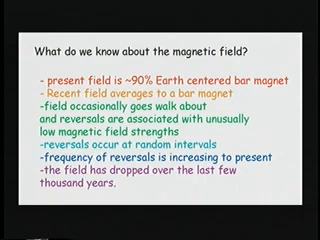 What do we know about the magnetic field?
- present field is ~90% Earth centered bar magnet
- Recent field averages to a bar magnet
-field occasionally goes walk about
and reversals are associated with unusually
low magnetic field strengths
-reversals occur at random intervals
-frequency of reversals is increasing to present
-the field has dropped over the last few
thousand years.